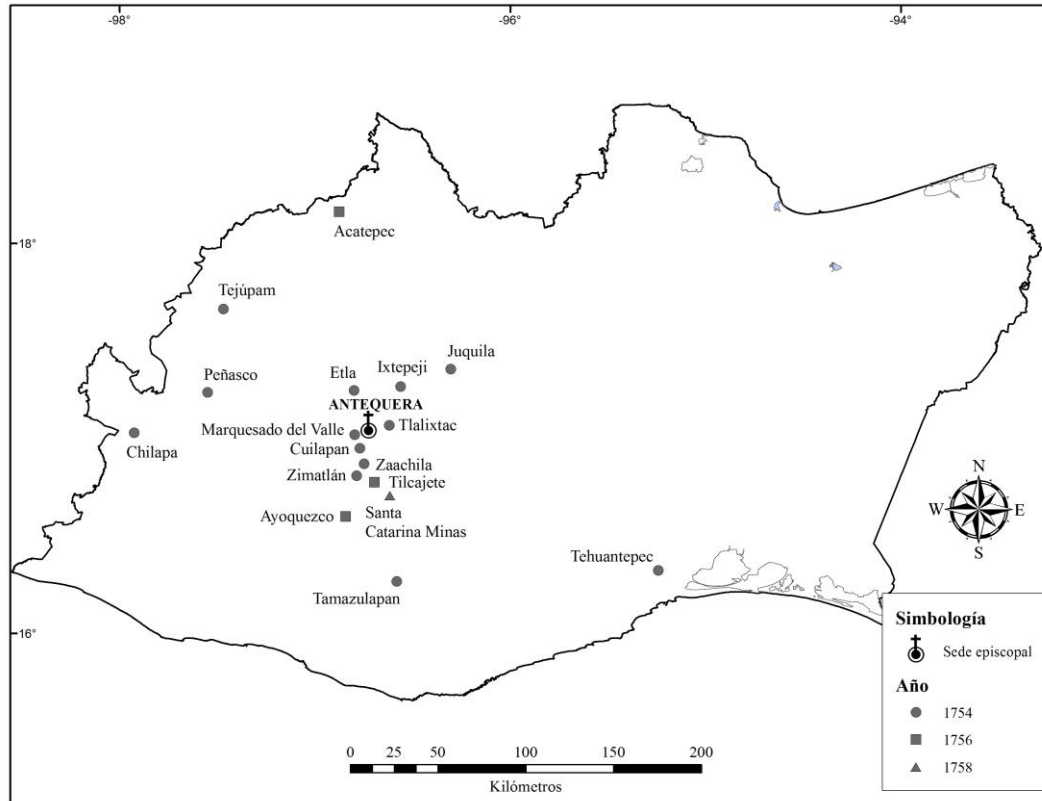 -98°
-96°
-94°
18°
16°
Acatepec
Tejúpam
Juquila
Ixtepeji
Etla
Peñasco
ANTEQUERA
Tlalixtac
Marquesado del Valle
Chilapa
Cuilapan
Zaachila
Zimatlán
Tilcajete
Ayoquezco
Santa
Catarina Minas
Tehuantepec
Tamazulapan
N
W
E
S
Simbología
Sede episcopal
Año
1754
1756
1758
0 25 50 100 150 200
Kilómetros